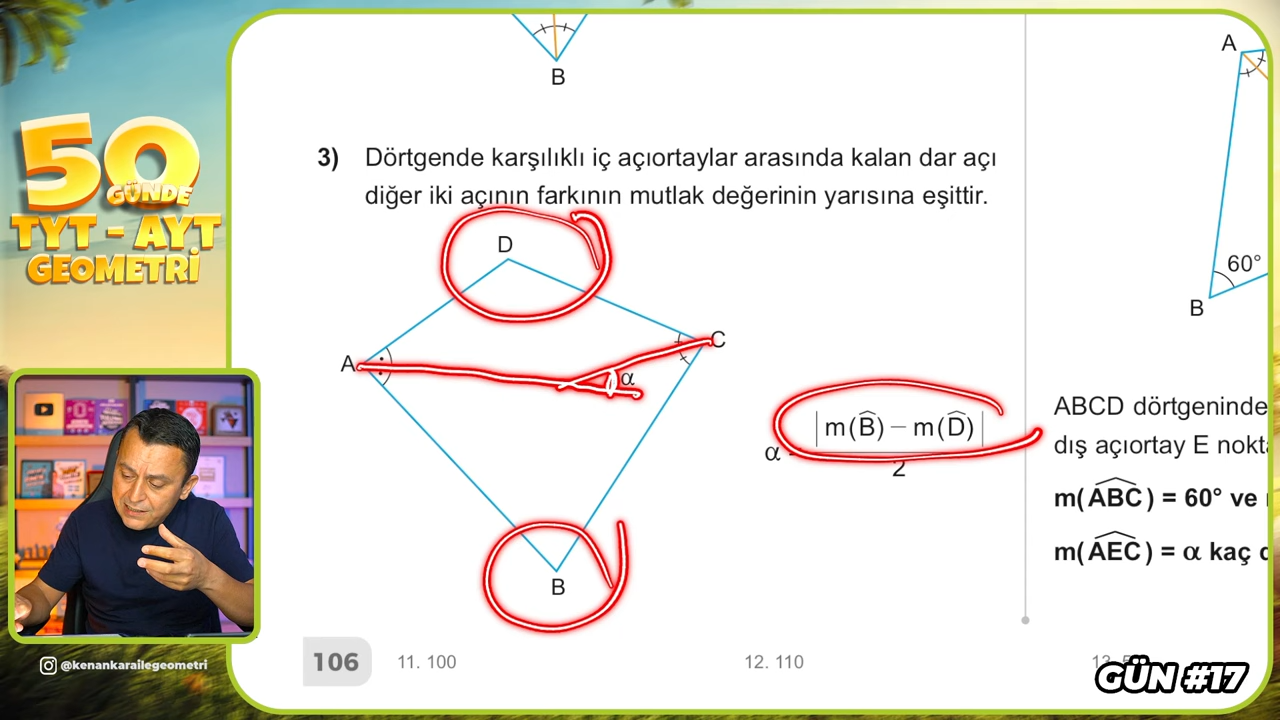 50
GÜNDE
TYT - AYT
GEOMETRİ
B
3) Dörtgende karşılıklı iç açıortaylar arasında kalan dar açı
diğer iki açının farkının mutlak değerinin yarısına eşittir.
D
A
C
α
B
|m(B̂) – m(D̂)|
α =
2
A
60°
B
ABCD dörtgeninde
dış açıortay E
m(ABC) = 60° ve
m(AEC) = α kaç
106
11. 100
12. 110
@kenankarailegeometri
GÜN #17